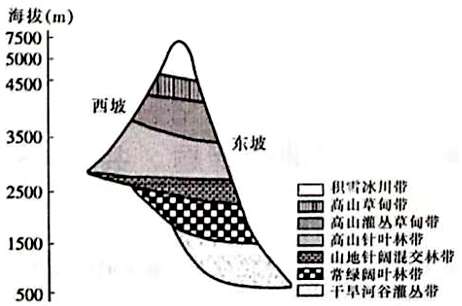 海拔(m)
7500
5000
4500
3500
2500
1500
500
西坡
东坡
积雪冰川带
高山草甸带
高山灌丛草甸带
高山针叶林带
山地针阔混交林带
常绿阔叶林带
干旱河谷灌丛带